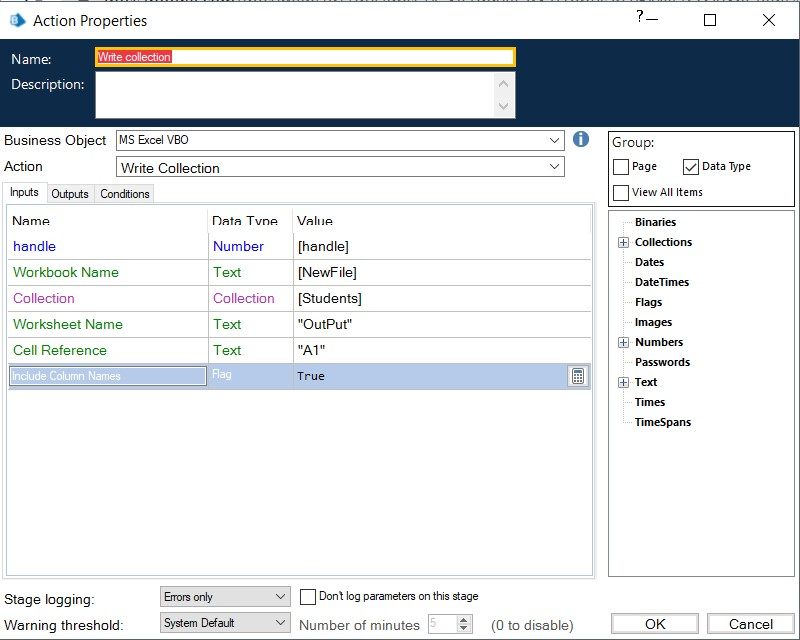 Action Properties
?
Name: Write collection
Description:
Business Object MS Excel VBO
Action Write Collection
Inputs Outputs Conditions
Name Data Type Value
handle Number [handle]
Workbook Name Text [NewFile]
Collection Collection [Students]
Worksheet Name Text "OutPut"
Cell Reference Text "A1"
Include Column Names Flag True
Group:
Page Data Type
View All Items
Binaries
Collections
Dates
DateTimes
Flags
Images
Numbers
Passwords
Text
Times
TimeSpans
Stage logging: Errors only Don't log parameters on this stage
Warning threshold: System Default Number of minutes 5 (0 to disable)
OK Cancel